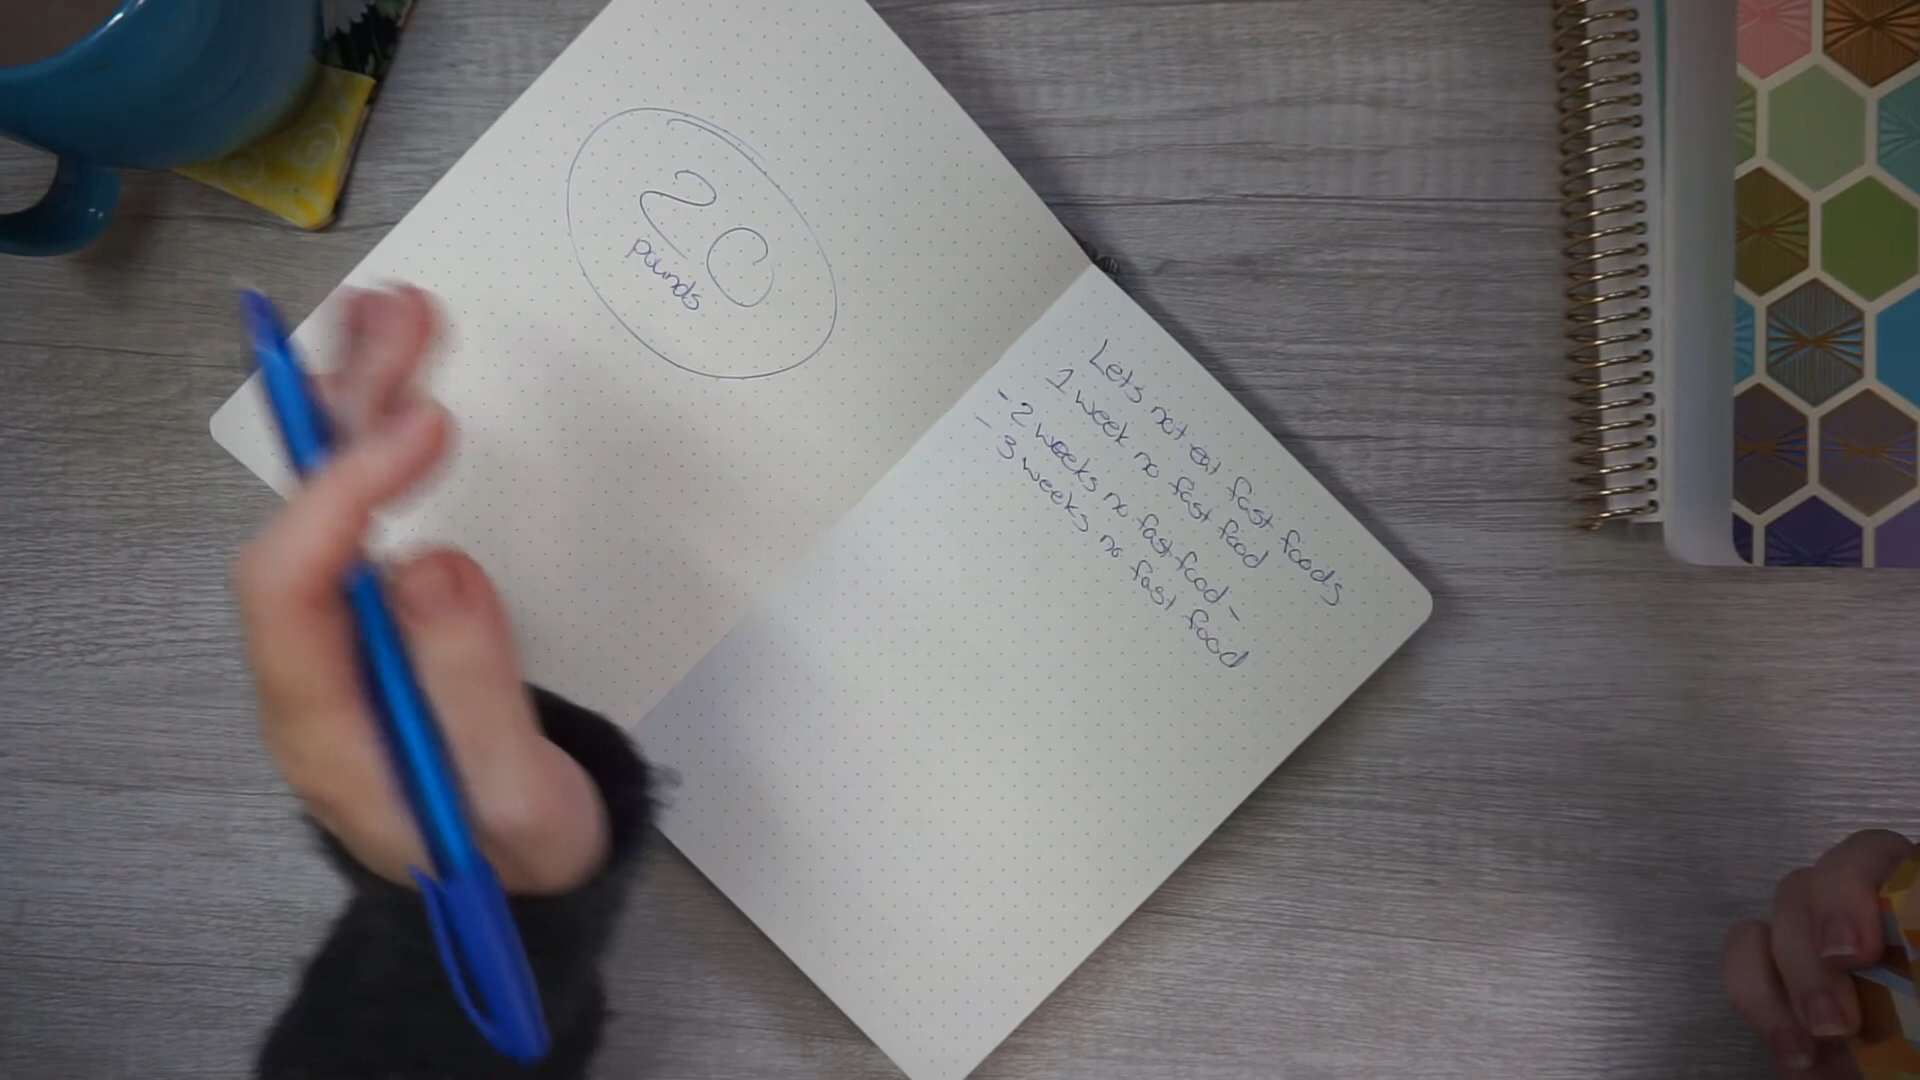 20
pounds
Lets not eat fast foods
1 week no fast food
- 2 weeks no fast food -
- 3 weeks no fast food